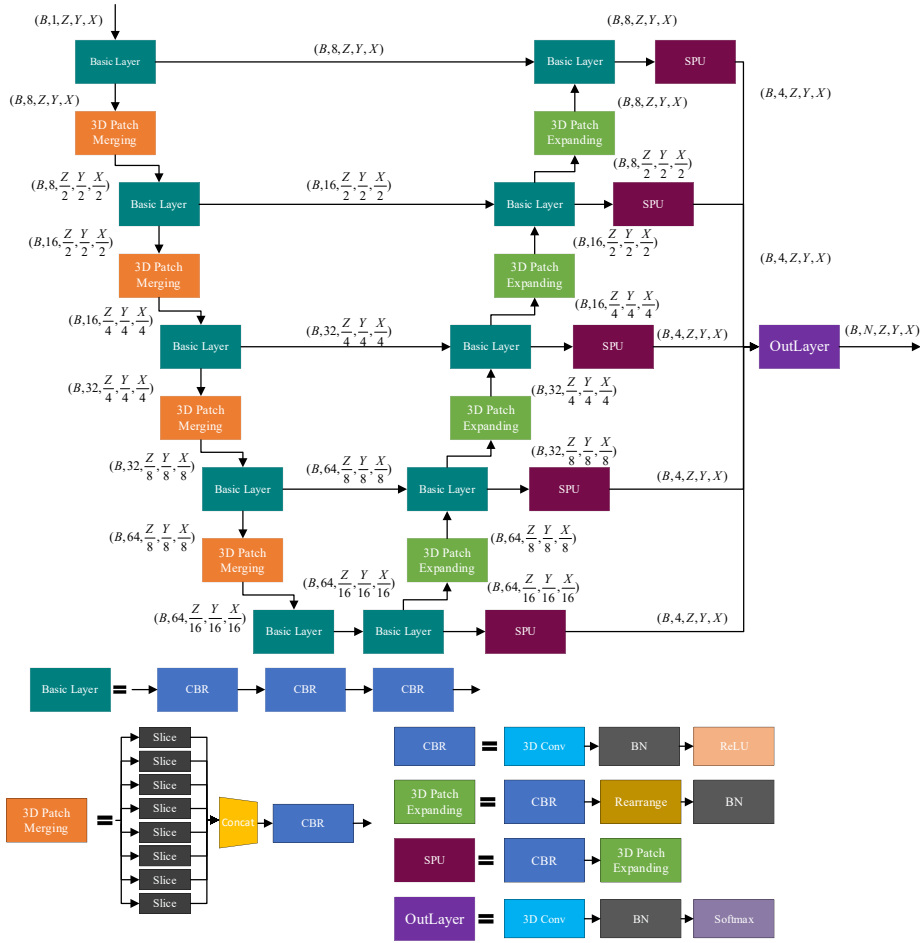 (B,1,Z,Y,X)
(B,8,Z,Y,X)
Basic Layer
(B,8,Z,Y,X)
Basic Layer
SPU
(B,8,Z,Y,X)
(B,8,Z,Y,X)
(B,4,Z,Y,X)
3D Patch
Merging
3D Patch
Expanding
(B,8,Z/2,Y/2,X/2)
(B,16,Z/2,Y/2,X/2)
(B,8,Z/2,Y/2,X/2)
Basic Layer
Basic Layer
SPU
(B,16,Z/2,Y/2,X/2)
(B,16,Z/2,Y/2,X/2)
(B,4,Z,Y,X)
3D Patch
Merging
3D Patch
Expanding
(B,16,Z/4,Y/4,X/4)
(B,32,Z/4,Y/4,X/4)
(B,16,Z/4,Y/4,X/4)
(B,4,Z,Y,X)
(B,N,Z,Y,X)
Basic Layer
Basic Layer
SPU
OutLayer
(B,32,Z/4,Y/4,X/4)
(B,32,Z/4,Y/4,X/4)
3D Patch
Merging
3D Patch
Expanding
(B,32,Z/8,Y/8,X/8)
(B,64,Z/8,Y/8,X/8)
(B,32,Z/8,Y/8,X/8)
(B,4,Z,Y,X)
Basic Layer
Basic Layer
SPU
(B,64,Z/8,Y/8,X/8)
(B,64,Z/8,Y/8,X/8)
3D Patch
Merging
3D Patch
Expanding
(B,64,Z/16,Y/16,X/16)
(B,64,Z/16,Y/16,X/16)
(B,64,Z/16,Y/16,X/16)
(B,4,Z,Y,X)
Basic Layer
Basic Layer
SPU
Basic Layer
=
CBR
CBR
CBR
3D Patch
Merging
=
Slice
Slice
Slice
Slice
Slice
Slice
Slice
Slice
Concat
CBR
CBR
=
3D Conv
BN
ReLU
3D Patch
Expanding
=
CBR
Rearrange
BN
SPU
=
CBR
3D Patch
Expanding
OutLayer
=
3D Conv
BN
Softmax